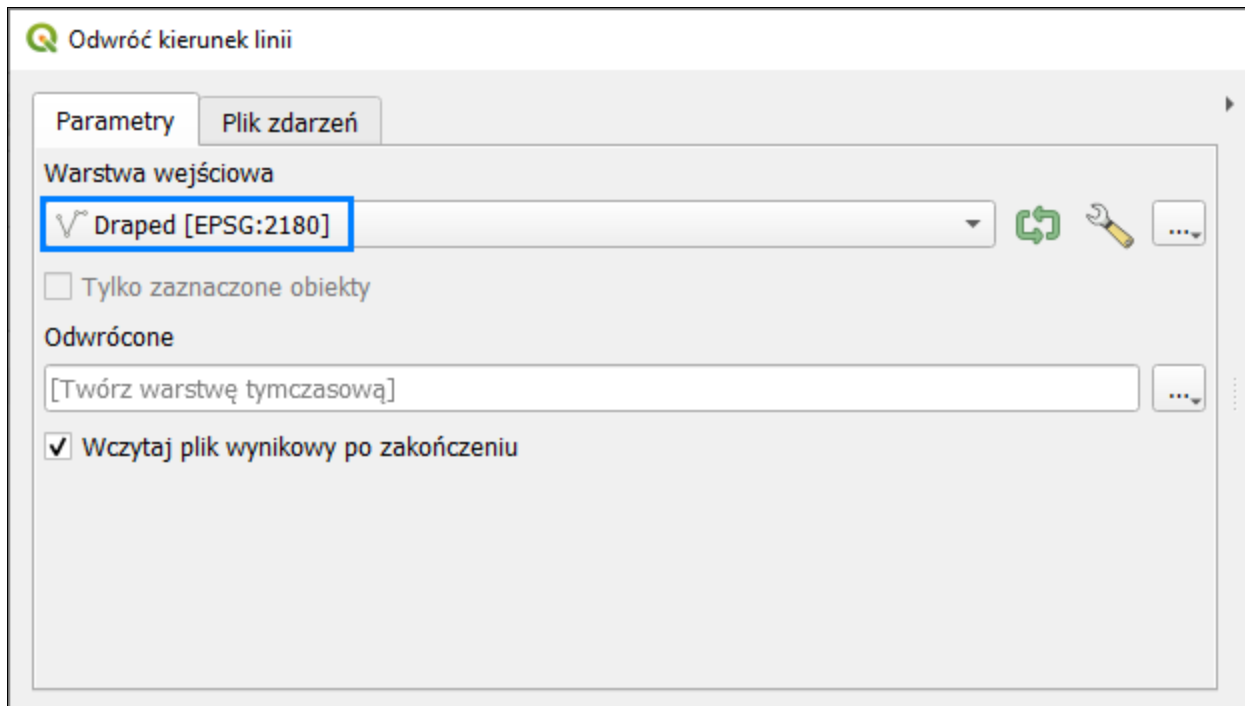 Odwróć kierunek linii
Parametry Plik zdarzeń
Warstwa wejściowa
Draped [EPSG:2180]
...
Tylko zaznaczone obiekty
Odwrócone
[Twórz warstwę tymczasową]
...
Wczytaj plik wynikowy po zakończeniu